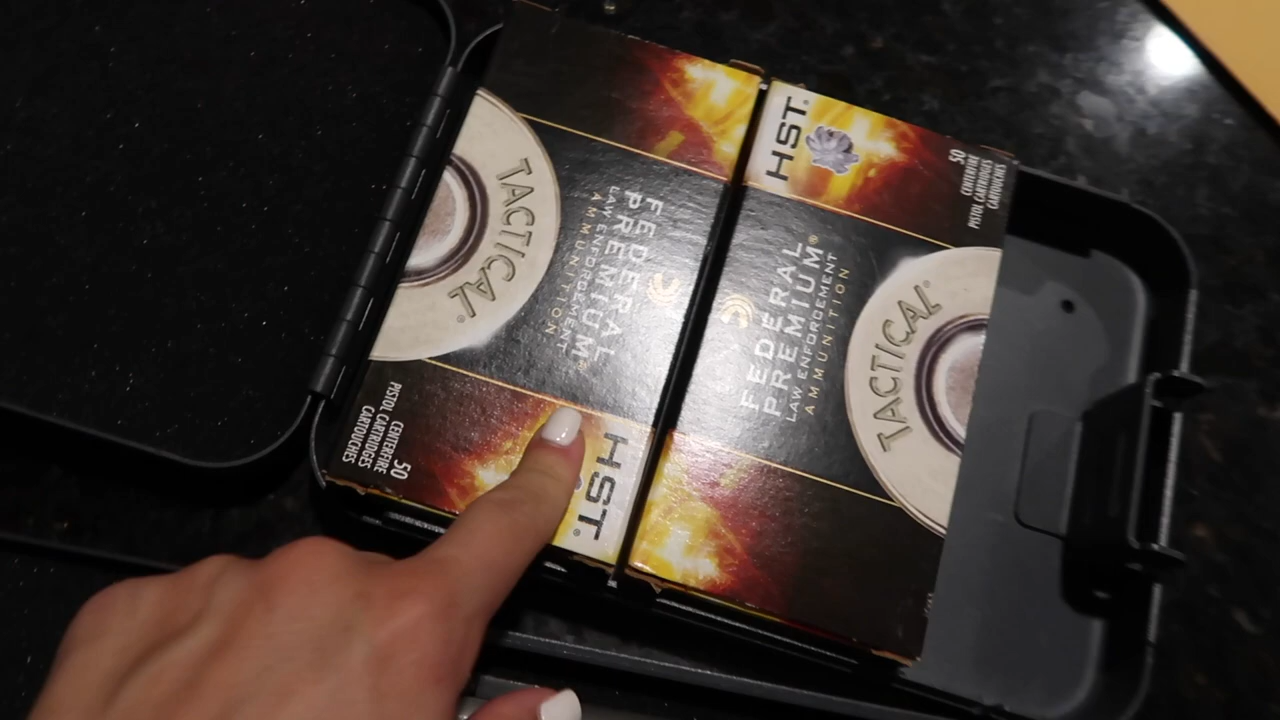 TACTICAL®
FEDERAL
PREMIUM®
LAW ENFORCEMENT
AMMUNITION
50
CENTERFIRE
PISTOL CARTRIDGES
CARTOUCHES
HST®
HST®
50
CENTERFIRE
PISTOL CARTRIDGES
CARTOUCHES
FEDERAL
PREMIUM®
LAW ENFORCEMENT
AMMUNITION
TACTICAL®